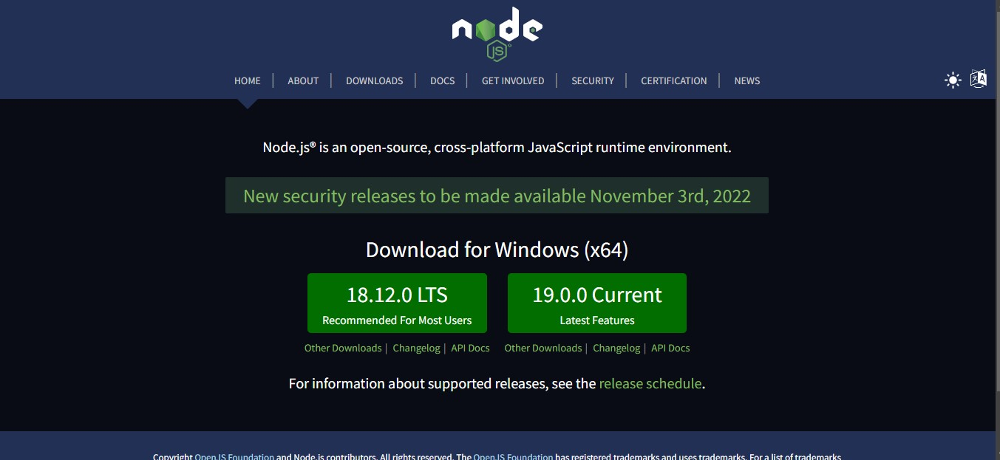 node
JS
HOME | ABOUT | DOWNLOADS | DOCS | GET INVOLVED | SECURITY | CERTIFICATION | NEWS
Node.js® is an open-source, cross-platform JavaScript runtime environment.
New security releases to be made available November 3rd, 2022
Download for Windows (x64)
18.12.0 LTS
Recommended For Most Users
19.0.0 Current
Latest Features
Other Downloads | Changelog | API Docs
Other Downloads | Changelog | API Docs
For information about supported releases, see the release schedule.
Copyright OpenJS Foundation and Node.js contributors. All rights reserved. The OpenJS Foundation has registered trademarks and uses trademarks. For a list of trademarks